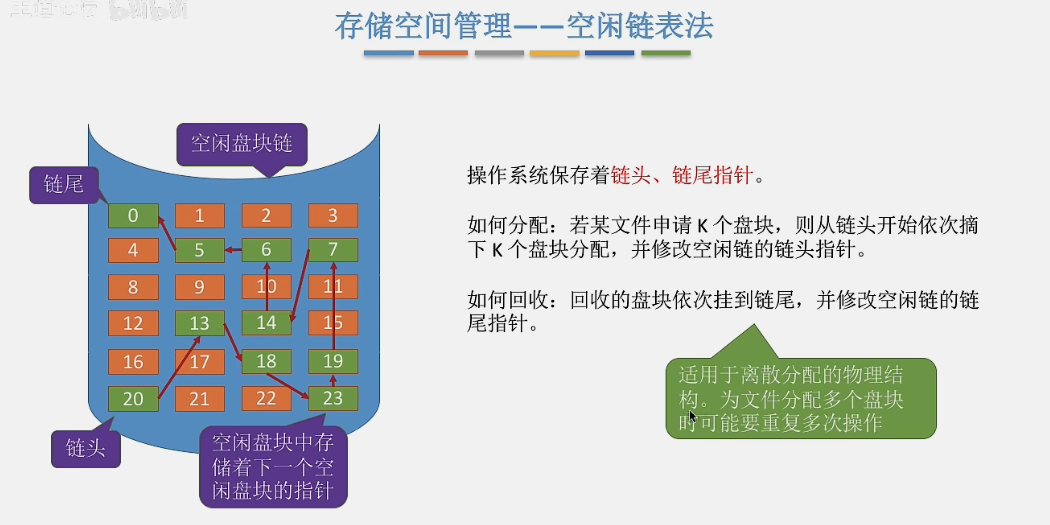 王道论坛 bilibili
存储空间管理——空闲链表法
空闲盘块链
链尾
0 1 2 3
4 5 6 7
8 9 10 11
12 13 14 15
16 17 18 19
20 21 22 23
链头
空闲盘块中存
储着下一个空
闲盘块的指针
操作系统保存着链头、链尾指针。
如何分配：若某文件申请 K 个盘块，则从链头开始依次摘
下 K 个盘块分配，并修改空闲链的链头指针。
如何回收：回收的盘块依次挂到链尾，并修改空闲链的链
尾指针。
适用于离散分配的物理结
构。为文件分配多个盘块
时可能要重复多次操作